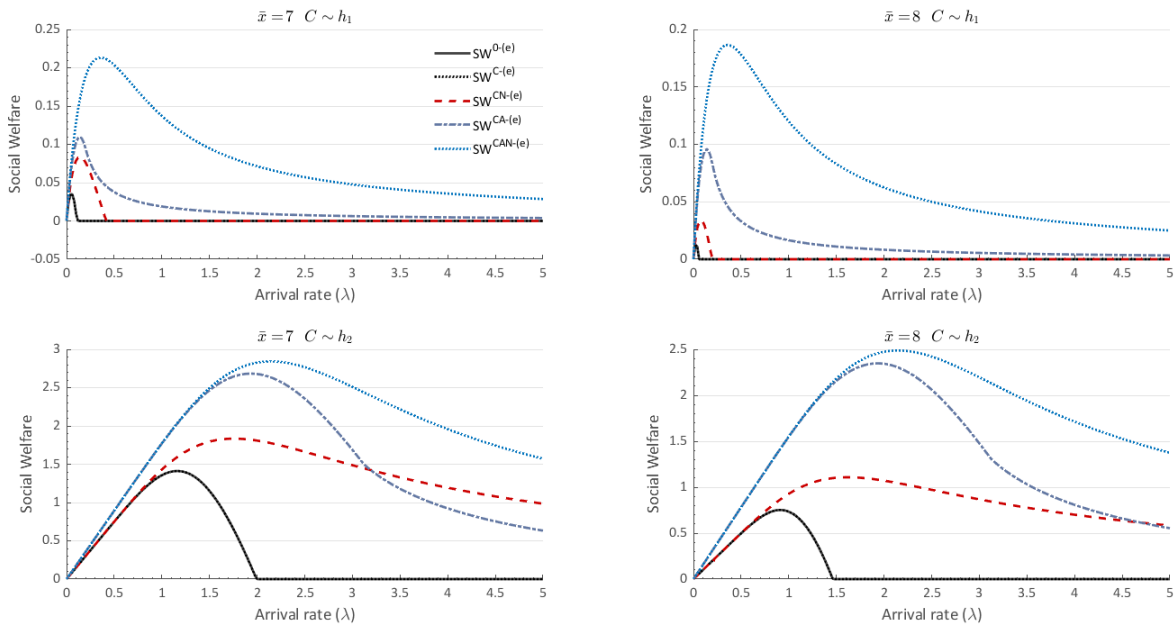 x̄ = 7 C ∼ h₁
0.25
0.2
0.15
0.1
0.05
0
-0.05
Social Welfare
0 0.5 1 1.5 2 2.5 3 3.5 4 4.5 5
Arrival rate (λ)
SW^0-(e)
SW^C-(e)
SW^CN-(e)
SW^CA-(e)
SW^CAN-(e)
x̄ = 8 C ∼ h₁
0.2
0.15
0.1
0.05
0
Social Welfare
0 0.5 1 1.5 2 2.5 3 3.5 4 4.5 5
Arrival rate (λ)
x̄ = 7 C ∼ h₂
3
2.5
2
1.5
1
0.5
0
Social Welfare
0 0.5 1 1.5 2 2.5 3 3.5 4 4.5 5
Arrival rate (λ)
x̄ = 8 C ∼ h₂
2.5
2
1.5
1
0.5
0
Social Welfare
0 0.5 1 1.5 2 2.5 3 3.5 4 4.5 5
Arrival rate (λ)